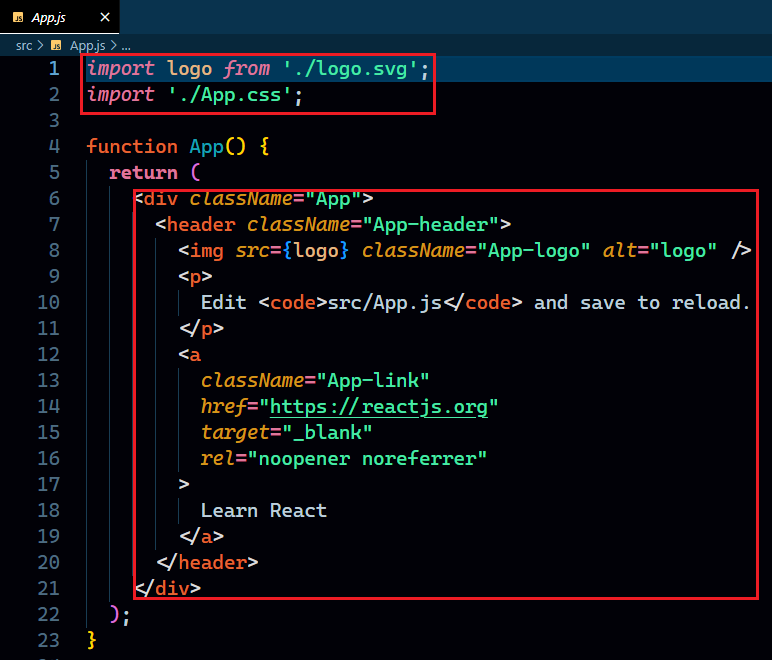 App.js
src > App.js > ...
1 import logo from './logo.svg';
2 import './App.css';
3
4 function App() {
5   return (
6     <div className="App">
7       <header className="App-header">
8         <img src={logo} className="App-logo" alt="logo" />
9         <p>
10           Edit <code>src/App.js</code> and save to reload.
11         </p>
12         <a
13           className="App-link"
14           href="https://reactjs.org"
15           target="_blank"
16           rel="noopener noreferrer"
17         >
18           Learn React
19         </a>
20       </header>
21     </div>
22   );
23 }